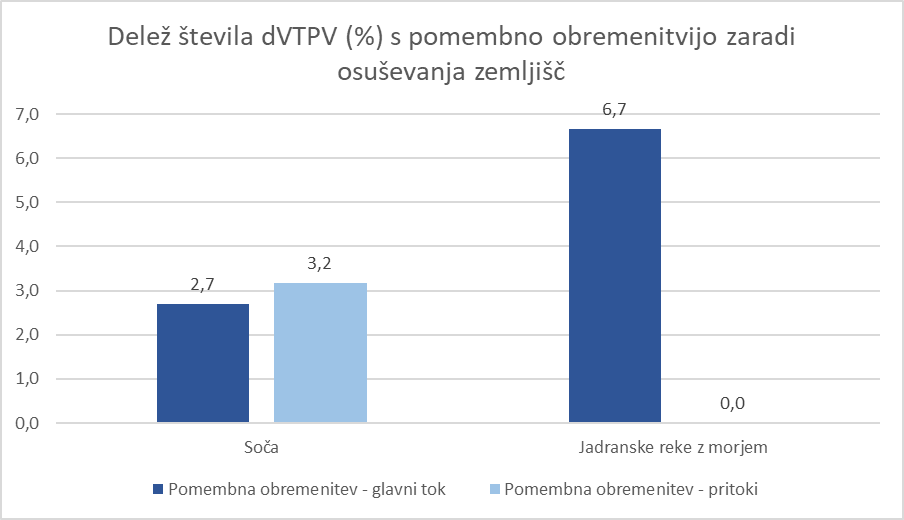 Delež števila dVTPV (%) s pomembno obremenitvijo zaradi
osuševanja zemljišč
7,0
6,0
5,0
4,0
3,0
2,0
1,0
0,0
2,7
3,2
6,7
0,0
Soča
Jadranske reke z morjem
Pomembna obremenitev - glavni tok
Pomembna obremenitev - pritoki